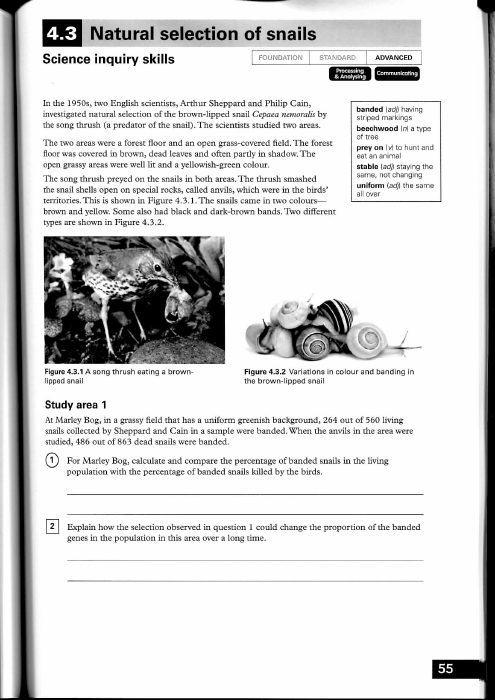 4.3 Natural selection of snails
Science inquiry skills
FOUNDATION STANDARD ADVANCED
Processing & Analysing Communicating
In the 1950s, two English scientists, Arthur Sheppard and Philip Cain,
investigated natural selection of the brown-lipped snail Cepaea nemoralis by
the song thrush (a predator of the snail). The scientists studied two areas.
The two areas were a forest floor and an open grass-covered field. The forest
floor was covered in brown, dead leaves and often partly in shadow. The
open grassy areas were well lit and a yellowish-green colour.
The song thrush preyed on the snails in both areas. The thrush smashed
the snail shells open on special rocks, called anvils, which were in the birds'
territories. This is shown in Figure 4.3.1. The snails came in two colours—
brown and yellow. Some also had black and dark-brown bands. Two different
types are shown in Figure 4.3.2.
banded (adj) having
striped markings
beechwood (n) a type
of tree
prey on (v) to hunt and
eat an animal
stable (adj) staying the
same, not changing
uniform (adj) the same
all over
Figure 4.3.1 A song thrush eating a brown-
lipped snail
Figure 4.3.2 Variations in colour and banding in
the brown-lipped snail
Study area 1
At Marley Bog, in a grassy field that has a uniform greenish background, 264 out of 560 living
snails collected by Sheppard and Cain in a sample were banded. When the anvils in the area were
studied, 486 out of 863 dead snails were banded.
1 For Marley Bog, calculate and compare the percentage of banded snails in the living
population with the percentage of banded snails killed by the birds.
2 Explain how the selection observed in question 1 could change the proportion of the banded
genes in the population in this area over a long time.
55